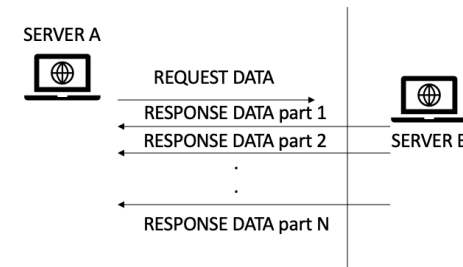 SERVER A
REQUEST DATA
RESPONSE DATA part 1
RESPONSE DATA part 2
SERVER
.
.
RESPONSE DATA part N